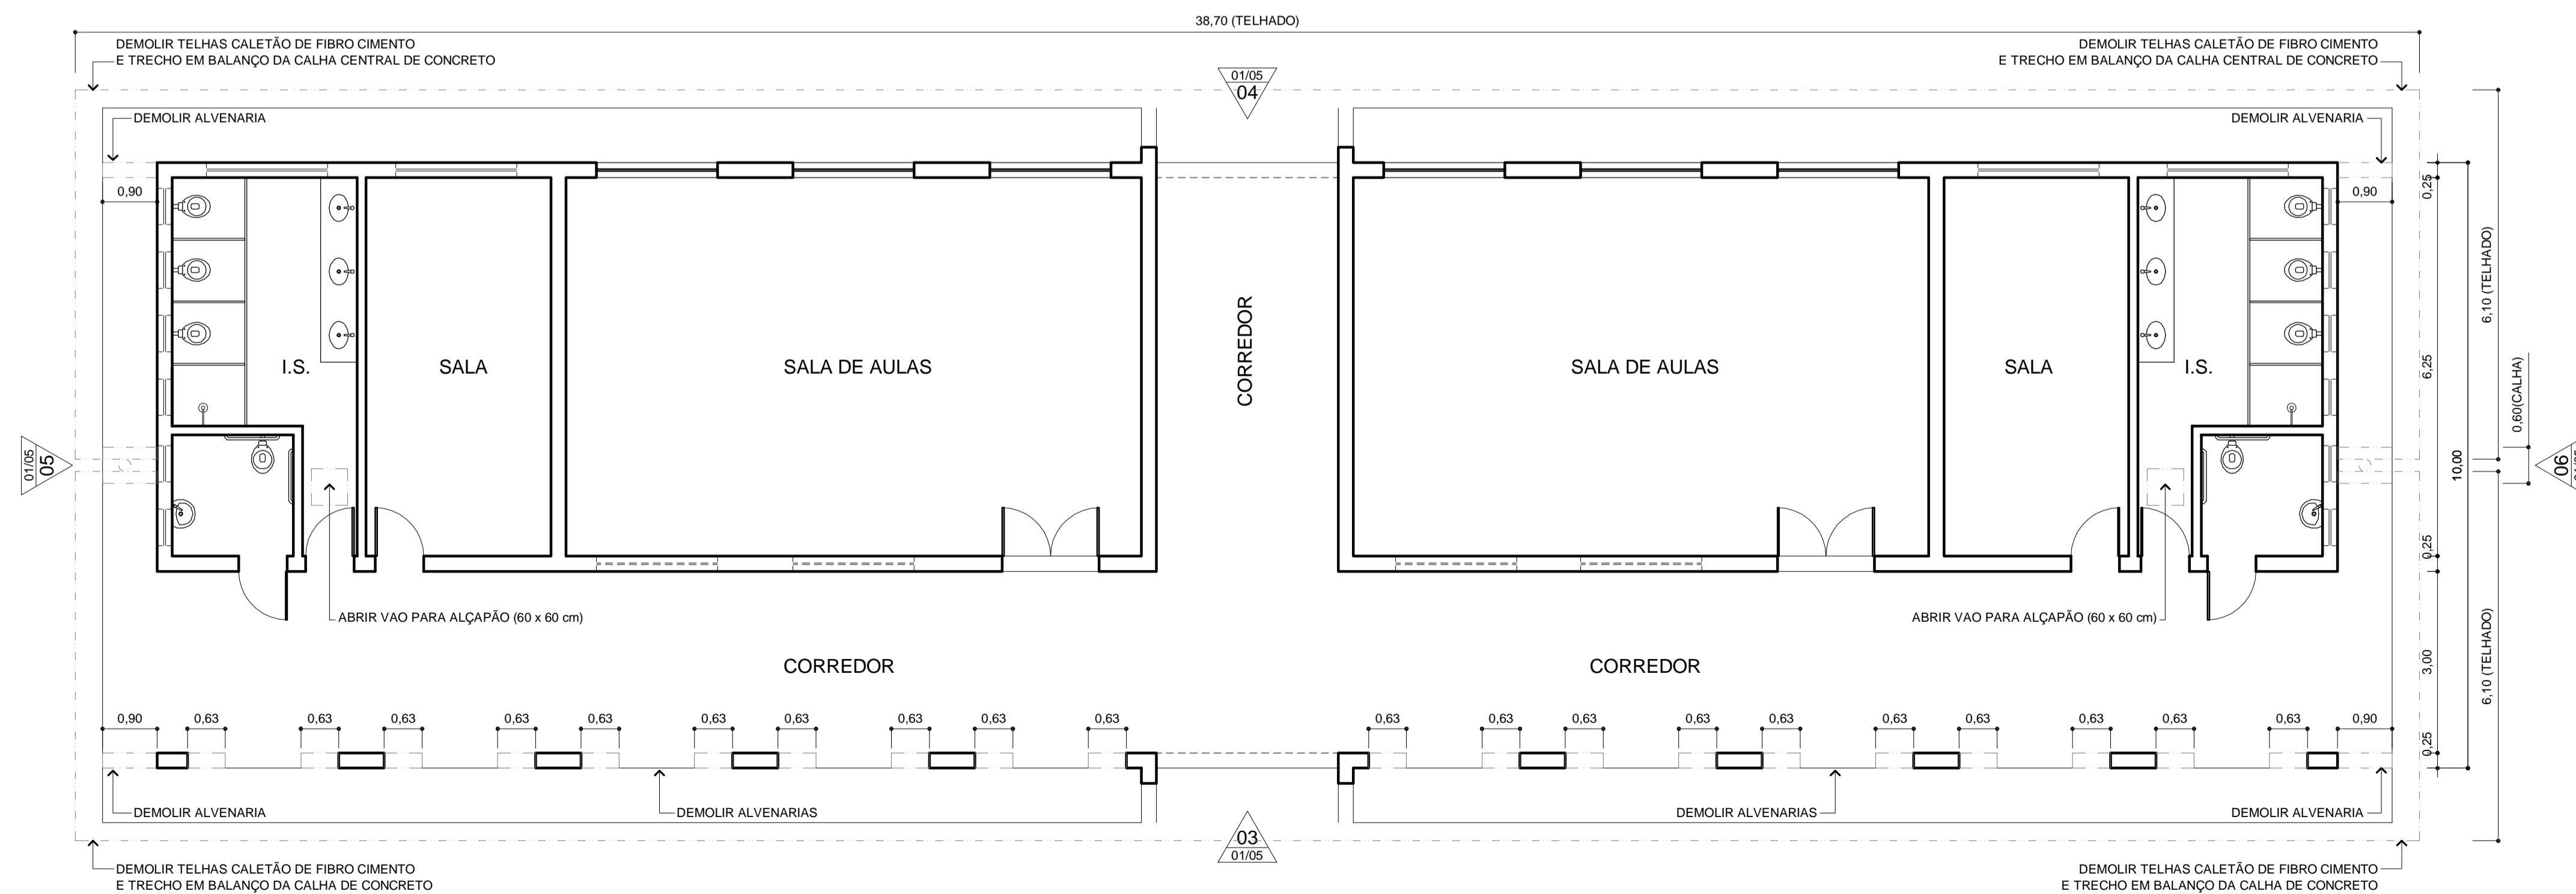 38,70 (TELHADO)
DEMOLIR TELHAS CALETÃO DE FIBRO CIMENTO
E TRECHO EM BALANÇO DA CALHA CENTRAL DE CONCRETO
DEMOLIR TELHAS CALETÃO DE FIBRO CIMENTO
E TRECHO EM BALANÇO DA CALHA CENTRAL DE CONCRETO
01/05
04
DEMOLIR ALVENARIA
DEMOLIR ALVENARIA
0,90
0,90
0,25
6,10 (TELHADO)
CORREDOR
I.S.
SALA
SALA DE AULAS
SALA DE AULAS
SALA
I.S.
6,25
0,60(CALHA)
10,00
01/05
05
06
0,25
ABRIR VAO PARA ALÇAPÃO (60 x 60 cm)
ABRIR VAO PARA ALÇAPÃO (60 x 60 cm)
CORREDOR
CORREDOR
3,00
6,10 (TELHADO)
0,90 0,63 0,63 0,63 0,63 0,63 0,63 0,63 0,63 0,63 0,63 0,63 0,63 0,63 0,63 0,63 0,63 0,63 0,63 0,63 0,63 0,90
0,25
DEMOLIR ALVENARIA
DEMOLIR ALVENARIAS
DEMOLIR ALVENARIAS
DEMOLIR ALVENARIA
03
01/05
DEMOLIR TELHAS CALETÃO DE FIBRO CIMENTO
E TRECHO EM BALANÇO DA CALHA DE CONCRETO
DEMOLIR TELHAS CALETÃO DE FIBRO CIMENTO
E TRECHO EM BALANÇO DA CALHA DE CONCRETO